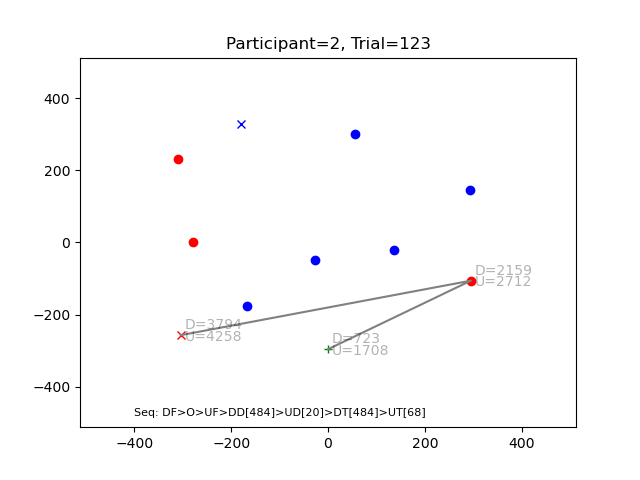 Participant=2, Trial=123
400
200
0
−200
−400
D=2159
U=2712
D=3794
U=4258
D=723
U=1708
Seq: DF>O>UF>DD[484]>UD[20]>DT[484]>UT[68]
−400 −200 0 200 400